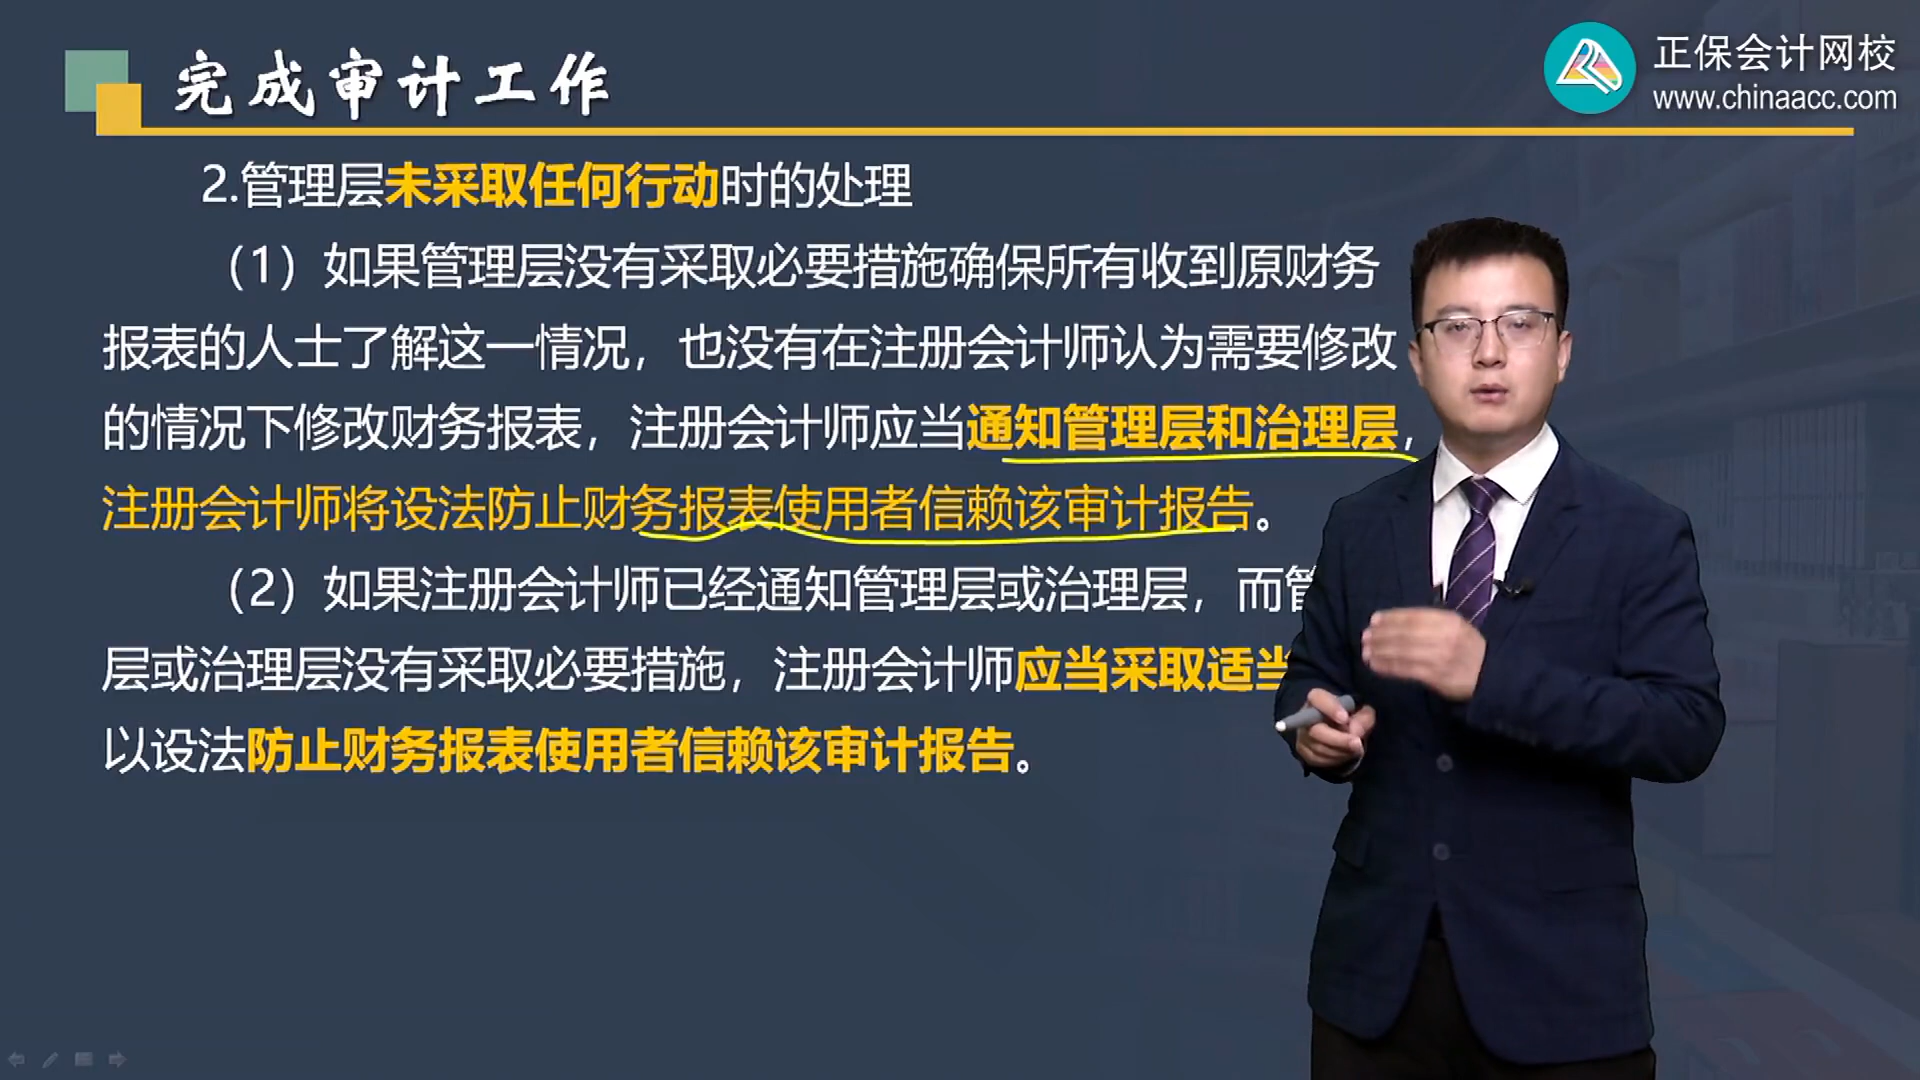 完成审计工作
正保会计网校
www.chinaacc.com
2.管理层未采取任何行动时的处理
（1）如果管理层没有采取必要措施确保所有收到原财务
报表的人士了解这一情况，也没有在注册会计师认为需要修改
的情况下修改财务报表，注册会计师应当通知管理层和治理层，
注册会计师将设法防止财务报表使用者信赖该审计报告。
（2）如果注册会计师已经通知管理层或治理层，而管
层或治理层没有采取必要措施，注册会计师应当采取适当
以设法防止财务报表使用者信赖该审计报告。